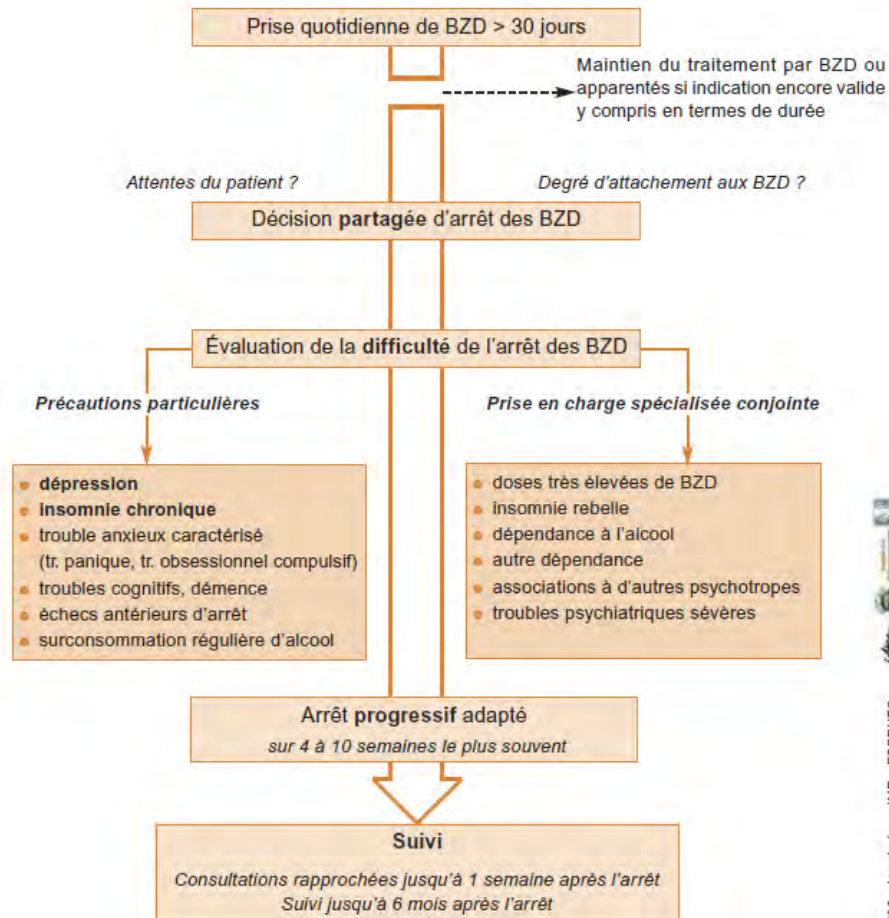 Prise quotidienne de BZD > 30 jours
Maintien du traitement par BZD ou
apparentés si indication encore valide
y compris en termes de durée
Attentes du patient ?
Degré d'attachement aux BZD ?
Décision partagée d'arrêt des BZD
Évaluation de la difficulté de l'arrêt des BZD
Précautions particulières
• dépression
• insomnie chronique
• trouble anxieux caractérisé
(tr. panique, tr. obsessionnel compulsif)
• troubles cognitifs, démence
• échecs antérieurs d'arrêt
• surconsommation régulière d'alcool
Prise en charge spécialisée conjointe
• doses très élevées de BZD
• insomnie rebelle
• dépendance à l'alcool
• autre dépendance
• associations à d'autres psychotropes
• troubles psychiatriques sévères
Arrêt progressif adapté
sur 4 à 10 semaines le plus souvent
Suivi
Consultations rapprochées jusqu'à 1 semaine après l'arrêt
Suivi jusqu'à 6 mois après l'arrêt